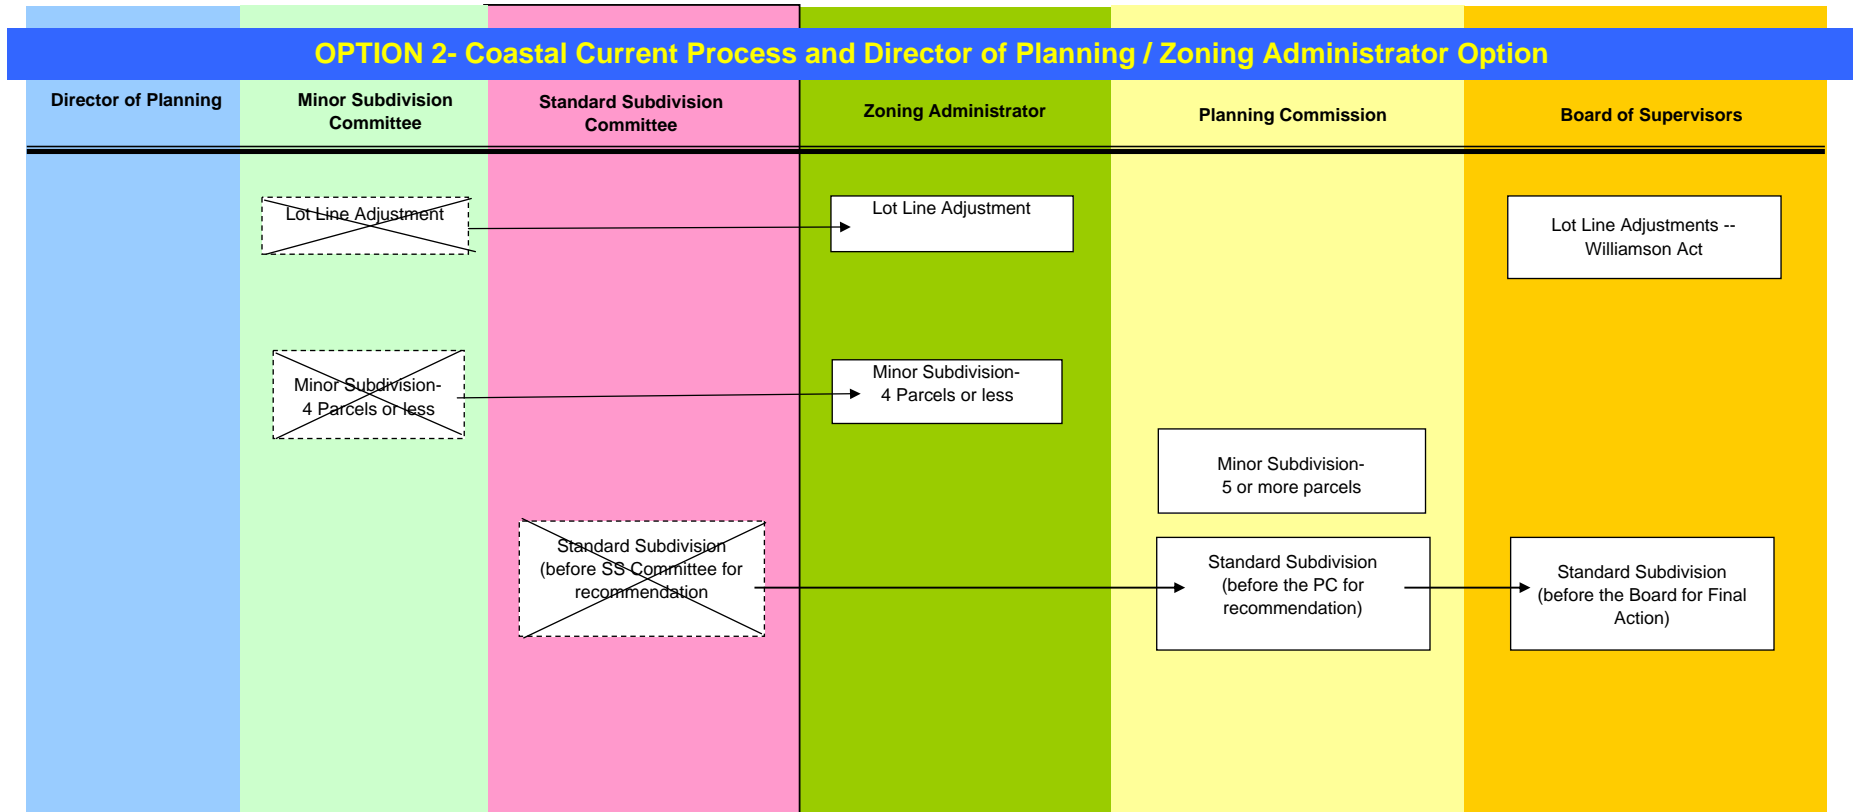 OPTION 2- Coastal Current Process and Director of Planning / Zoning Administrator Option
Director of Planning
Minor Subdivision
Committee
Standard Subdivision
Committee
Zoning Administrator
Planning Commission
Board of Supervisors
Lot Line Adjustment
Lot Line Adjustment
Lot Line Adjustments --
Williamson Act
Minor Subdivision-
4 Parcels or less
Minor Subdivision-
4 Parcels or less
Minor Subdivision-
5 or more parcels
Standard Subdivision
(before SS Committee for
recommendation
Standard Subdivision
(before the PC for
recommendation)
Standard Subdivision
(before the Board for Final
Action)